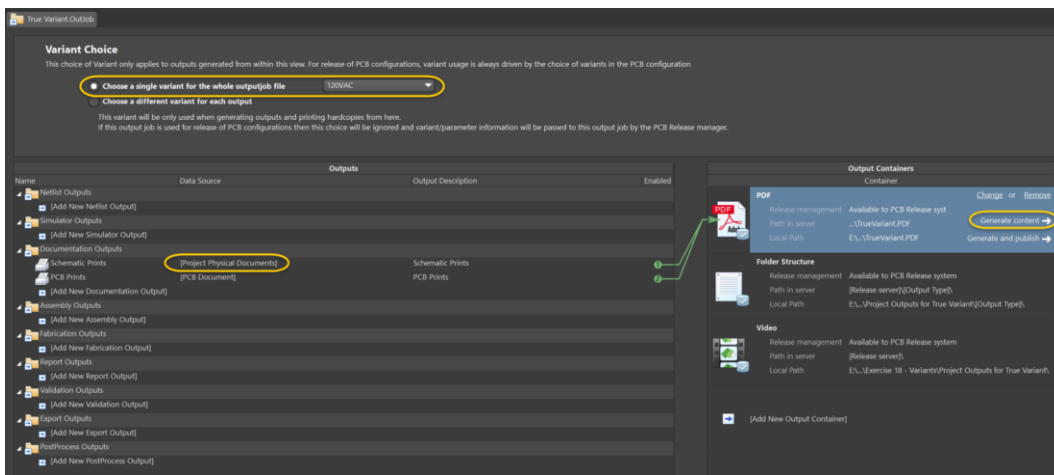 True Variant.OutJob
Variant Choice
This choice of Variant only applies to outputs generated from within this view. For release of PCB configurations, variant usage is always driven by the choice of variants in the PCB configuration
Choose a single variant for the whole outputjob file 120VAC
Choose a different variant for each output
This variant will be only used when generating outputs and printing hardcopies from here.
If this output job is used for release of PCB configurations then this choice will be ignored and variant/parameter information will be passed to this output job by the PCB Release manager.
Outputs
Name Data Source Output Description Enabled
Netlist Outputs
[Add New Netlist Output]
Simulator Outputs
[Add New Simulator Output]
Documentation Outputs
Schematic Prints [Project Physical Documents] Schematic Prints 1
PCB Prints [PCB Document] PCB Prints 2
[Add New Documentation Output]
Assembly Outputs
[Add New Assembly Output]
Fabrication Outputs
[Add New Fabrication Output]
Report Outputs
[Add New Report Output]
Validation Outputs
[Add New Validation Output]
Export Outputs
[Add New Export Output]
PostProcess Outputs
[Add New PostProcess Output]
Output Containers
Container
PDF Change or Remove
PDF
Adobe
Release management Available to PCB Release syst
Path in server ...\TrueVariant.PDF Generate content
Local Path E:\...\TrueVariant.PDF Generate and publish
Folder Structure
Release management Available to PCB Release system
Path in server [Release server]\[Output Type]\
Local Path E:\...\Project Outputs for True Variant\[Output Type]\
Video
Release management Available to PCB Release system
Path in server [Release server]\
Local Path E:\...\Exercise 18 - Variants\Project Outputs for True Variant\
[Add New Output Container]